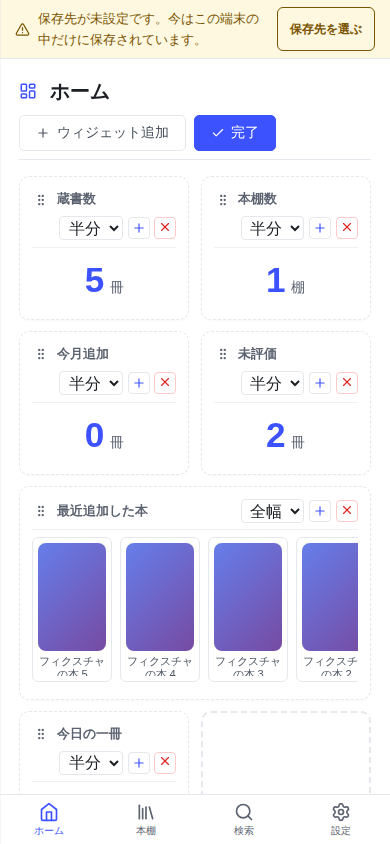 保存先が未設定です。今はこの端末の
中だけに保存されています。
保存先を選ぶ
ホーム
ウィジェット追加
完了
蔵書数
半分
5 冊
本棚数
半分
1 棚
今月追加
半分
0 冊
未評価
半分
2 冊
最近追加した本
全幅
フィクスチャ
の本 5
フィクスチャ
の本 4
フィクスチャ
の本 3
フィクスチ
の本 2
今日の一冊
半分
ホーム
本棚
検索
設定